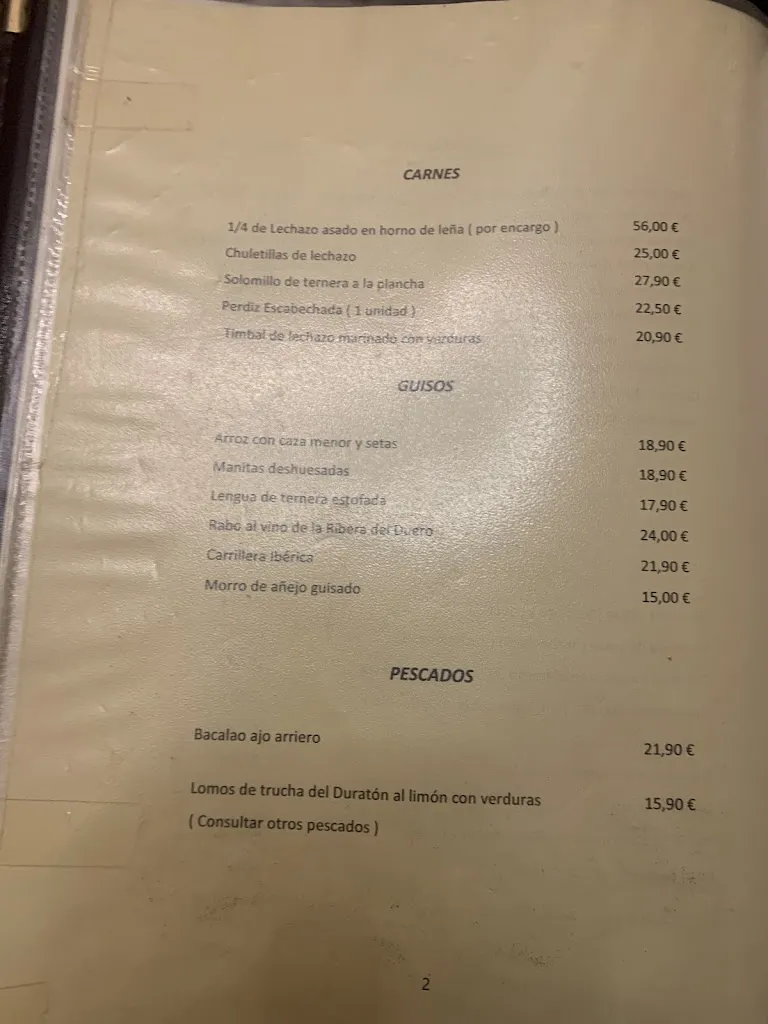 CARNES
1/4 de Lechazo asado en horno de leña ( por encargo ) 56,00 €
Chuletillas de lechazo 25,00 €
Solomillo de ternera a la plancha 27,90 €
Perdiz Escabechada ( 1 unidad ) 22,50 €
Timbal de lechazo marinado con verduras 20,90 €
GUISOS
Arroz con caza menor y setas 18,90 €
Manitas deshuesadas 18,90 €
Lengua de ternera estofada 17,90 €
Rabo al vino de la Ribera del Duero 24,00 €
Carrillera Ibérica 21,90 €
Morro de añejo guisado 15,00 €
PESCADOS
Bacalao ajo arriero 21,90 €
Lomos de trucha del Duratón al limón con verduras 15,90 €
( Consultar otros pescados )
2